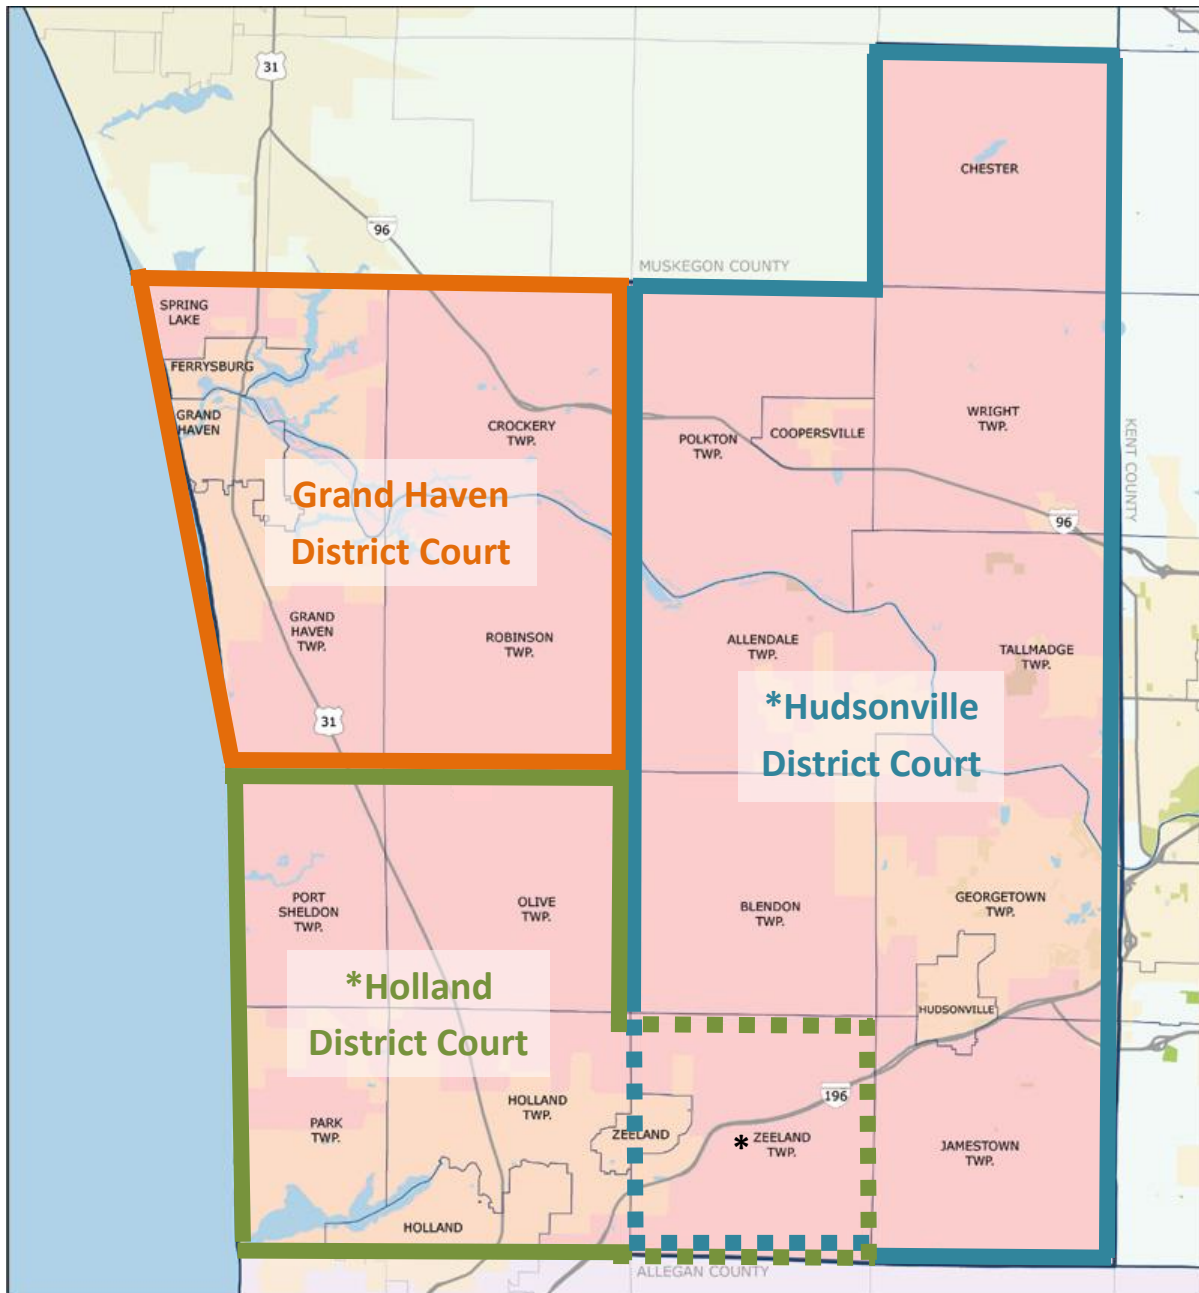 31
CHESTER
96
MUSKEGON COUNTY
SPRING
LAKE
FERRYSBURG
GRAND
HAVEN
CROCKERY
TWP.
POLKTON
TWP.
COOPERSVILLE
WRIGHT
TWP.
KENT COUNTY
Grand Haven
District Court
96
GRAND
HAVEN
TWP.
ROBINSON
TWP.
ALLENDALE
TWP.
TALLMADGE
TWP.
31
*Hudsonville
District Court
PORT
SHELDON
TWP.
OLIVE
TWP.
BLENDON
TWP.
GEORGETOWN
TWP.
*Holland
District Court
HUDSONVILLE
196
PARK
TWP.
HOLLAND
TWP.
ZEELAND
* ZEELAND
TWP.
JAMESTOWN
TWP.
HOLLAND
ALLEGAN COUNTY